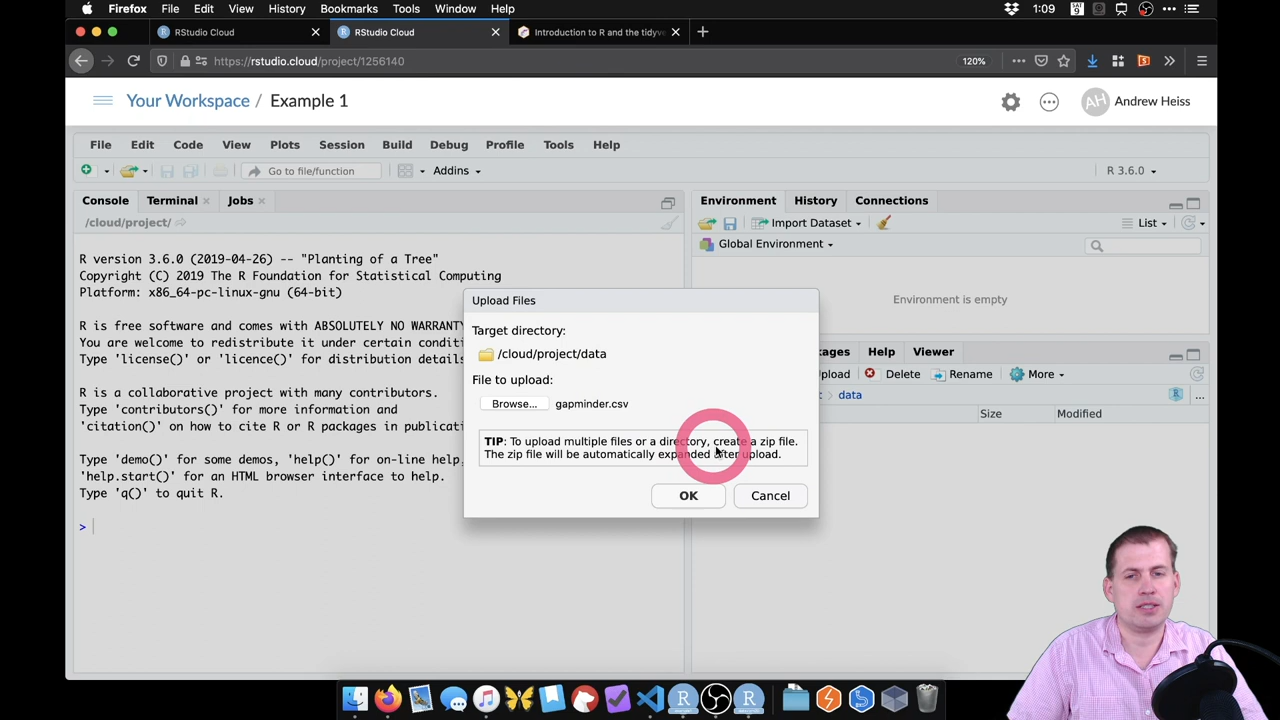 Firefox File Edit View History Bookmarks Tools Window Help 1:09 SAT 9
RStudio Cloud RStudio Cloud Introduction to R and the tidyve
https://rstudio.cloud/project/1256140 120%
Your Workspace / Example 1 AH Andrew Heiss
File Edit Code View Plots Session Build Debug Profile Tools Help
Go to file/function Addins R 3.6.0
Console Terminal Jobs
/cloud/project/
R version 3.6.0 (2019-04-26) -- "Planting of a Tree"
Copyright (C) 2019 The R Foundation for Statistical Computing
Platform: x86_64-pc-linux-gnu (64-bit)
R is free software and comes with ABSOLUTELY NO WARRANTY
You are welcome to redistribute it under certain conditi
Type 'license()' or 'licence()' for distribution details
R is a collaborative project with many contributors.
Type 'contributors()' for more information and
'citation()' on how to cite R or R packages in publicati
Type 'demo()' for some demos, 'help()' for on-line help,
'help.start()' for an HTML browser interface to help.
Type 'q()' to quit R.
>
Upload Files
Target directory:
/cloud/project/data
File to upload:
Browse... gapminder.csv
TIP: To upload multiple files or a directory, create a zip file.
The zip file will be automatically expanded after upload.
OK Cancel
Environment History Connections
Import Dataset List
Global Environment
Environment is empty
ages Help Viewer
pload Delete Rename More
t data ...
Size Modified